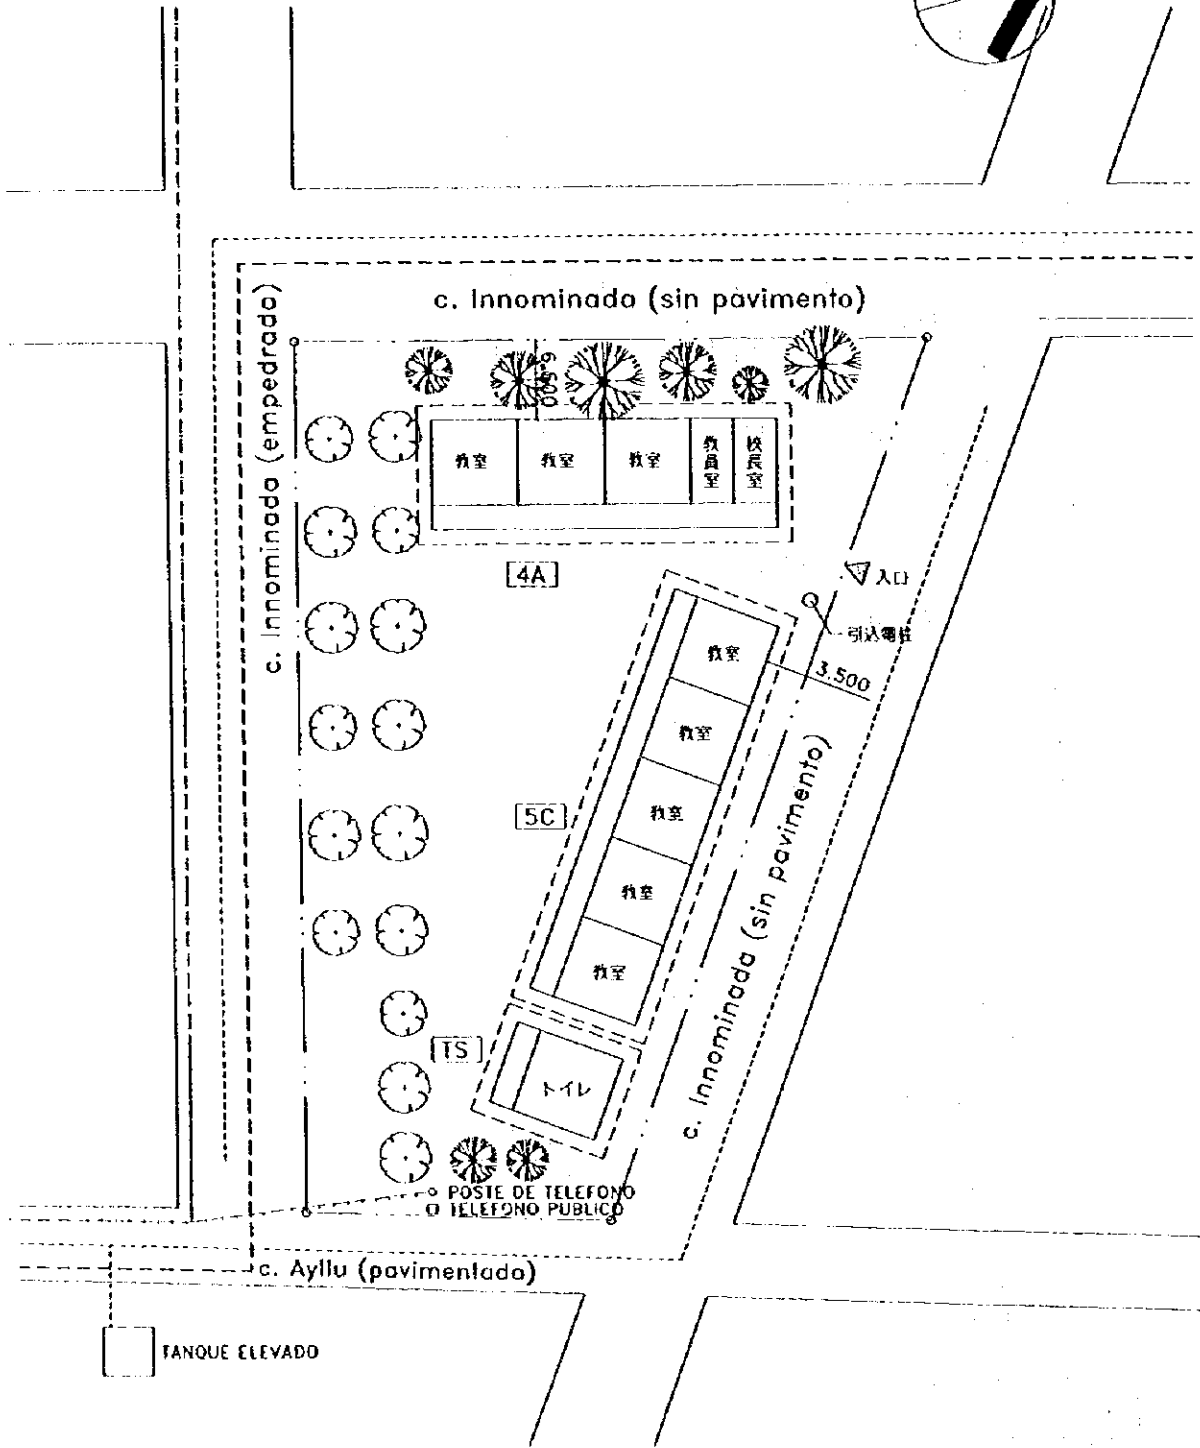 c. Innominada (sin pavimento)
c. Innominada (empedrado)
6.500
教室
教室
教室
教員室
校長室
4A
入口
引込電柱
3.500
教室
教室
教室
教室
教室
5C
c. Innominada (sin pavimento)
TS
トイレ
POSTE DE TELEFONO
TELEFONO PUBLICO
c. Ayllu (pavimentado)
TANQUE ELEVADO